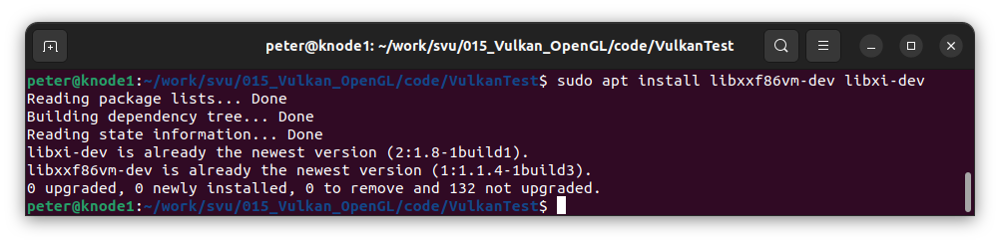 peter@knode1: ~/work/svu/015_Vulkan_OpenGL/code/VulkanTest
peter@knode1:~/work/svu/015_Vulkan_OpenGL/code/VulkanTest$ sudo apt install libxxf86vm-dev libxi-dev
Reading package lists... Done
Building dependency tree... Done
Reading state information... Done
libxi-dev is already the newest version (2:1.8-1build1).
libxxf86vm-dev is already the newest version (1:1.1.4-1build3).
0 upgraded, 0 newly installed, 0 to remove and 132 not upgraded.
peter@knode1:~/work/svu/015_Vulkan_OpenGL/code/VulkanTest$